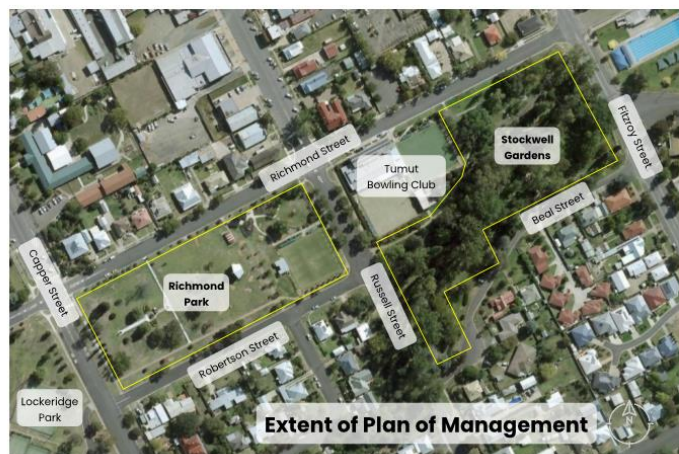 Stockwell
Gardens
Fitzroy Street
Richmond Street
Tumut
Bowling Club
Beal Street
Capper Street
Richmond
Park
Russell Street
Robertson Street
Lockeridge
Park
Extent of Plan of Management